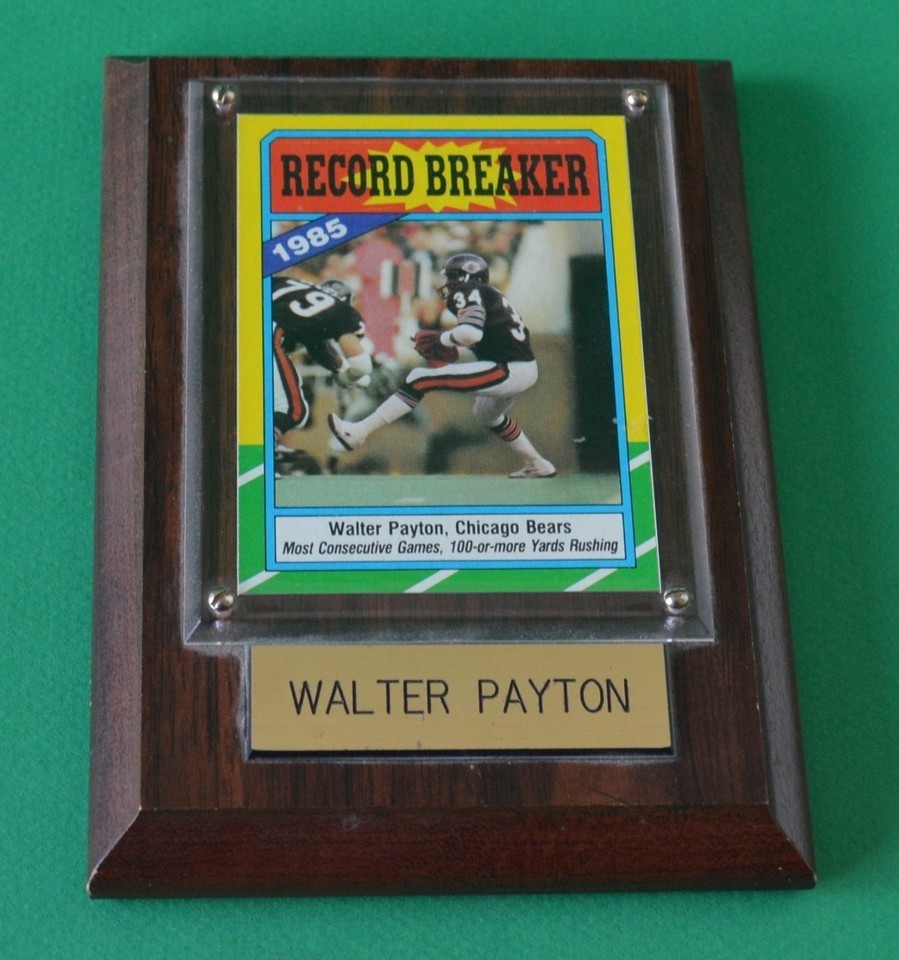 RECORD BREAKER
1985
79
34
34
Walter Payton, Chicago Bears
Most Consecutive Games, 100-or-more Yards Rushing
WALTER PAYTON